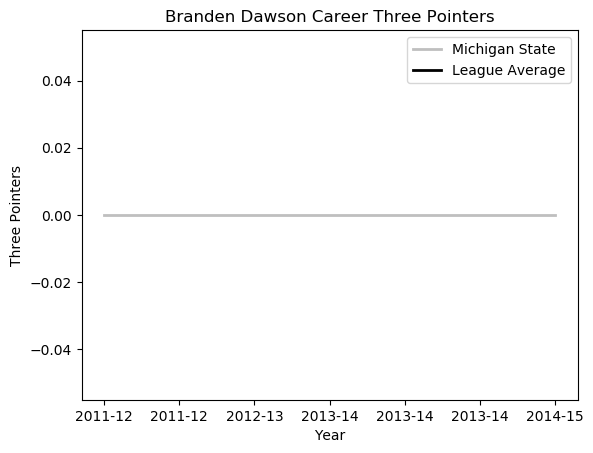 Branden Dawson Career Three Pointers
Michigan State
League Average
Three Pointers
0.04
0.02
0.00
−0.02
−0.04
2011-12 2011-12 2012-13 2013-14 2013-14 2013-14 2014-15
Year